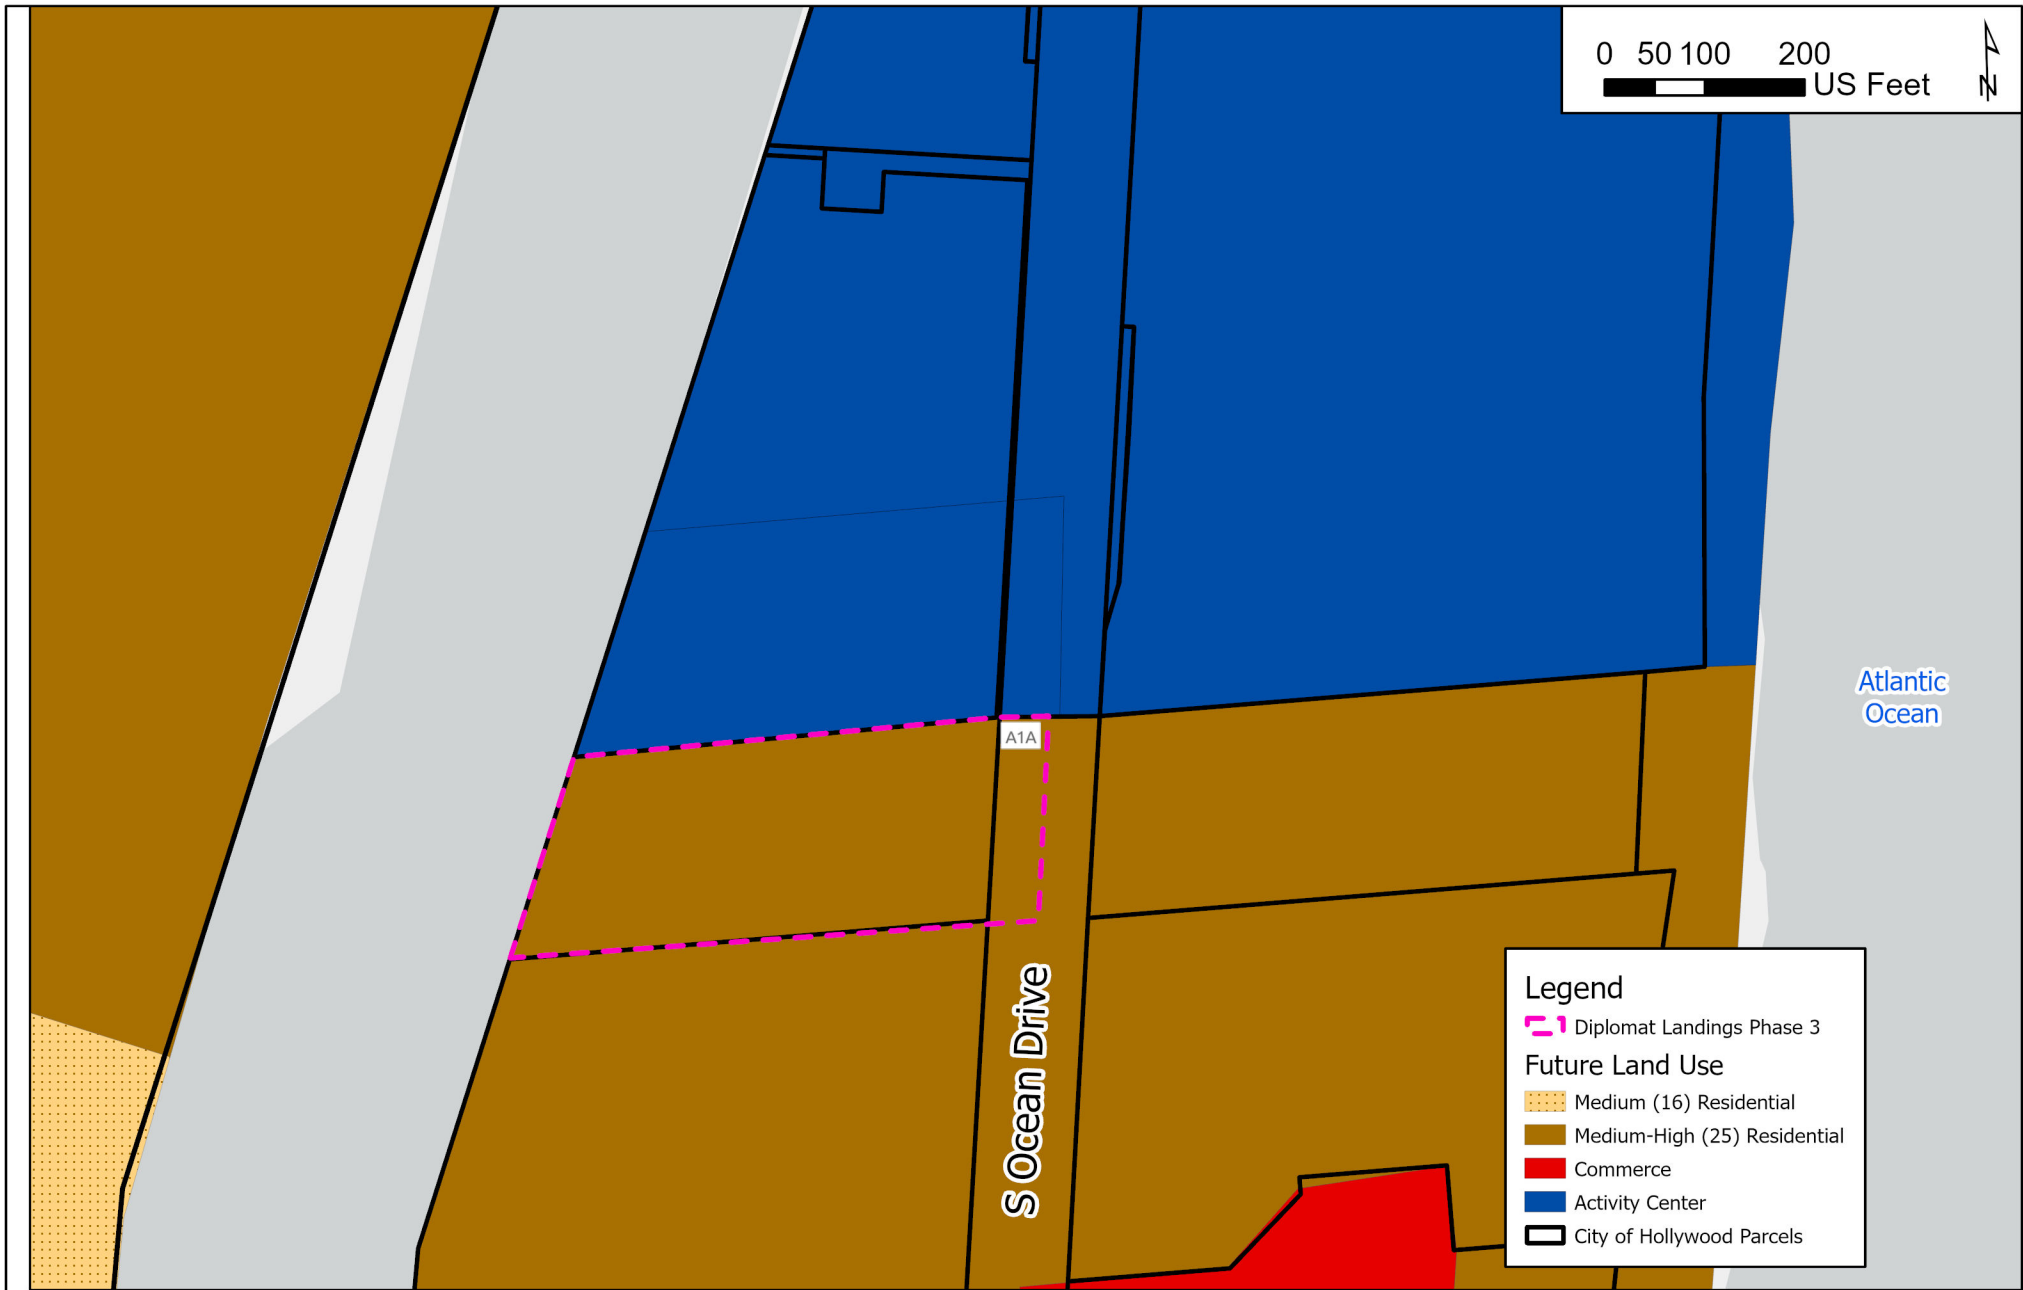 0 50 100 200
US Feet
N
Atlantic
Ocean
A1A
S Ocean Drive
Legend
Diplomat Landings Phase 3
Future Land Use
Medium (16) Residential
Medium-High (25) Residential
Commerce
Activity Center
City of Hollywood Parcels